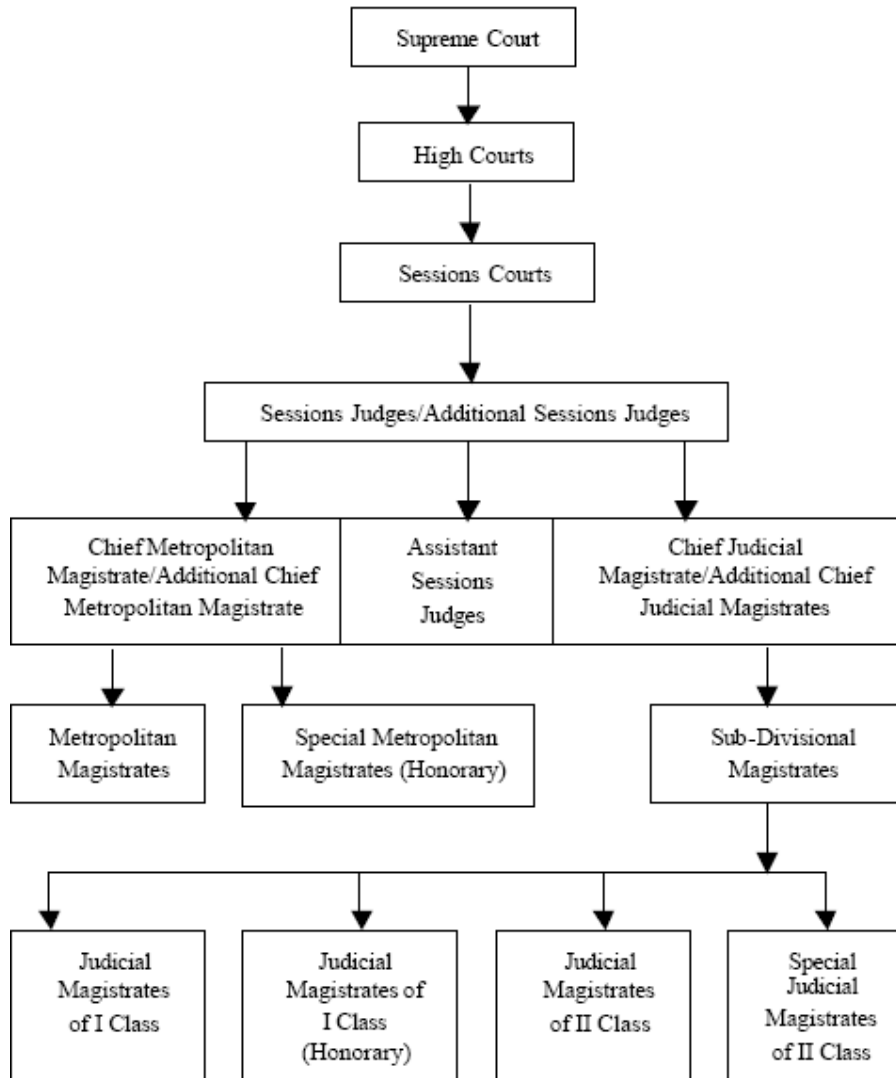 Supreme Court
High Courts
Sessions Courts
Sessions Judges/Additional Sessions Judges
Chief Metropolitan
Magistrate/Additional Chief
Metropolitan Magistrate
Assistant
Sessions
Judges
Chief Judicial
Magistrate/Additional Chief
Judicial Magistrates
Metropolitan
Magistrates
Special Metropolitan
Magistrates (Honorary)
Sub-Divisional
Magistrates
Judicial
Magistrates
of I Class
Judicial
Magistrates of
I Class
(Honorary)
Judicial
Magistrates
of II Class
Special
Judicial
Magistrates
of II Class